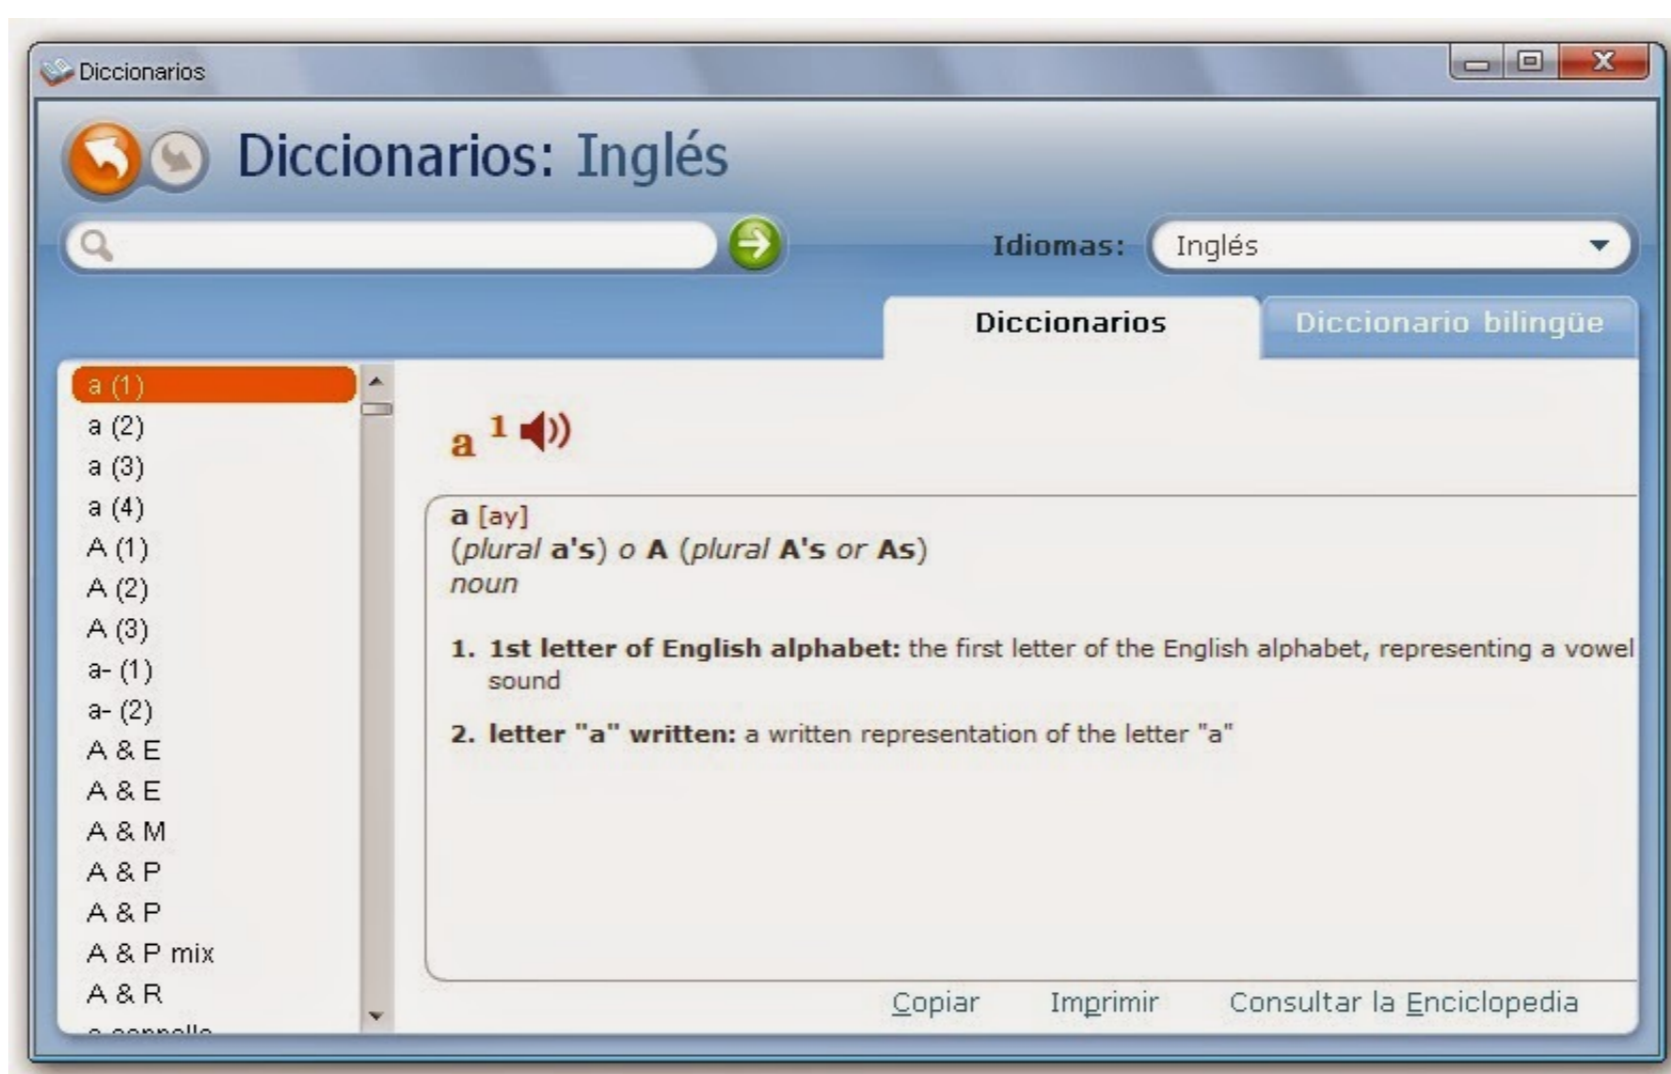 Diccionarios
Diccionarios: Inglés
Idiomas: Inglés
Diccionarios Diccionario bilingüe
a (1)
a (2)
a (3)
a (4)
A (1)
A (2)
A (3)
a- (1)
a- (2)
A & E
A & E
A & M
A & P
A & P
A & P mix
A & R
a 1
a [ay]
(plural a's) o A (plural A's or As)
noun
1. 1st letter of English alphabet: the first letter of the English alphabet, representing a vowel
sound
2. letter "a" written: a written representation of the letter "a"
Copiar Imprimir Consultar la Enciclopedia